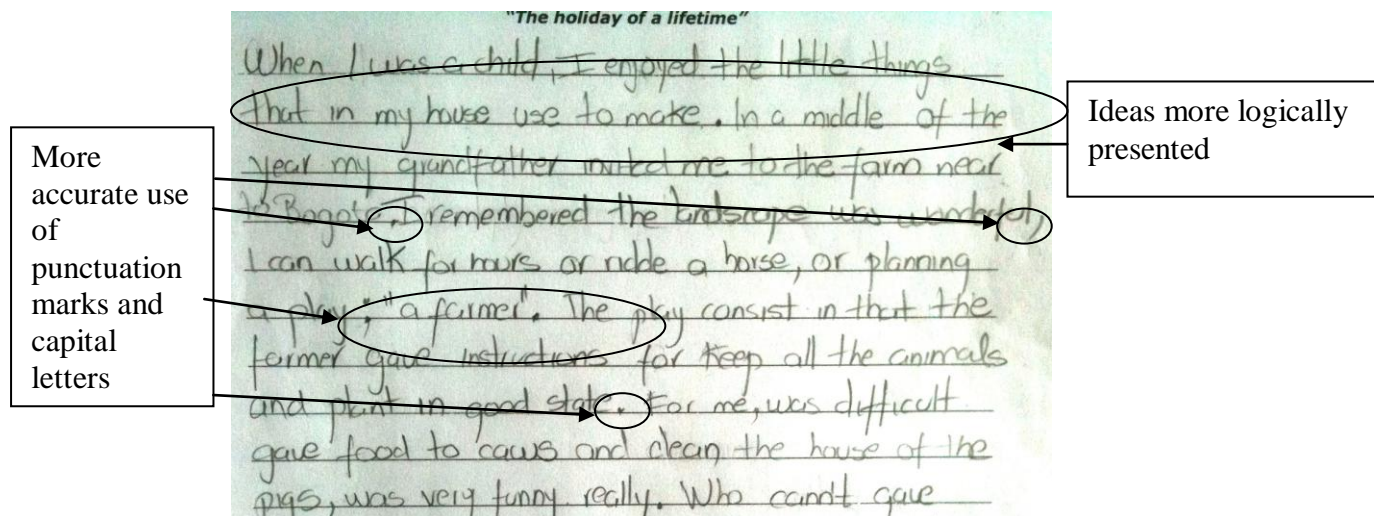 "The holiday of a lifetime"
When I was a child, I enjoyed the little things
that in my house use to make. In a middle of the
year my grandfather invited me to the farm near
to Bogotá. I remembered the landscape was wonderful,
I can walk for hours or ridde a horse, or planning
a play; "a farmer". The play consist in that the
farmer gave instructions for keep all the animals
and plant in good state. For me, was difficult
gave food to caws and clean the house of the
pigs, was very funny really. Who cand't gave
More
accurate use
of
punctuation
marks and
capital
letters
Ideas more logically
presented